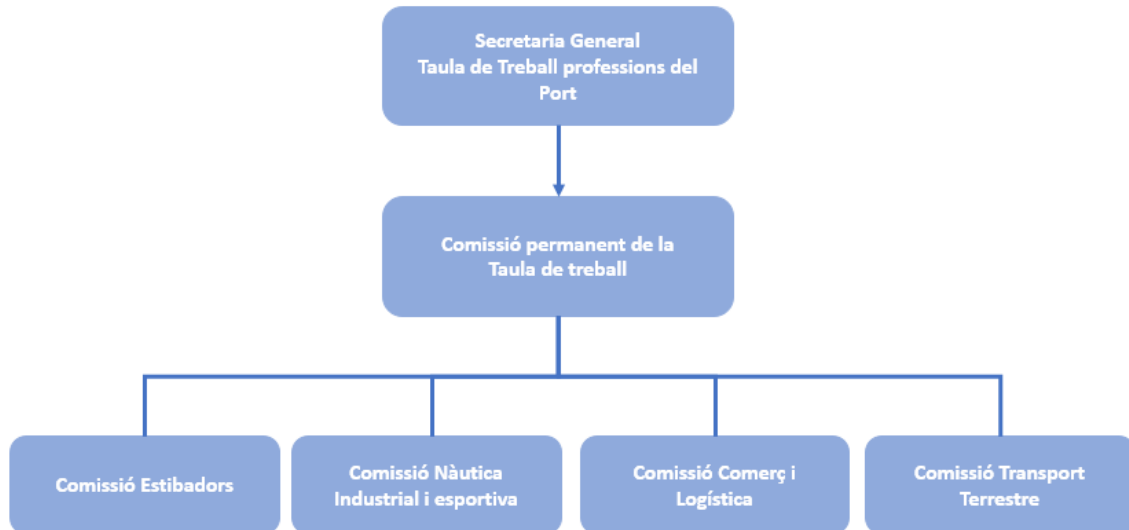 Secretaria General
Taula de Treball professions del
Port
Comissió permanent de la
Taula de treball
Comissió Estibadors
Comissió Nàutica
Industrial i esportiva
Comissió Comerç i
Logística
Comissió Transport
Terrestre